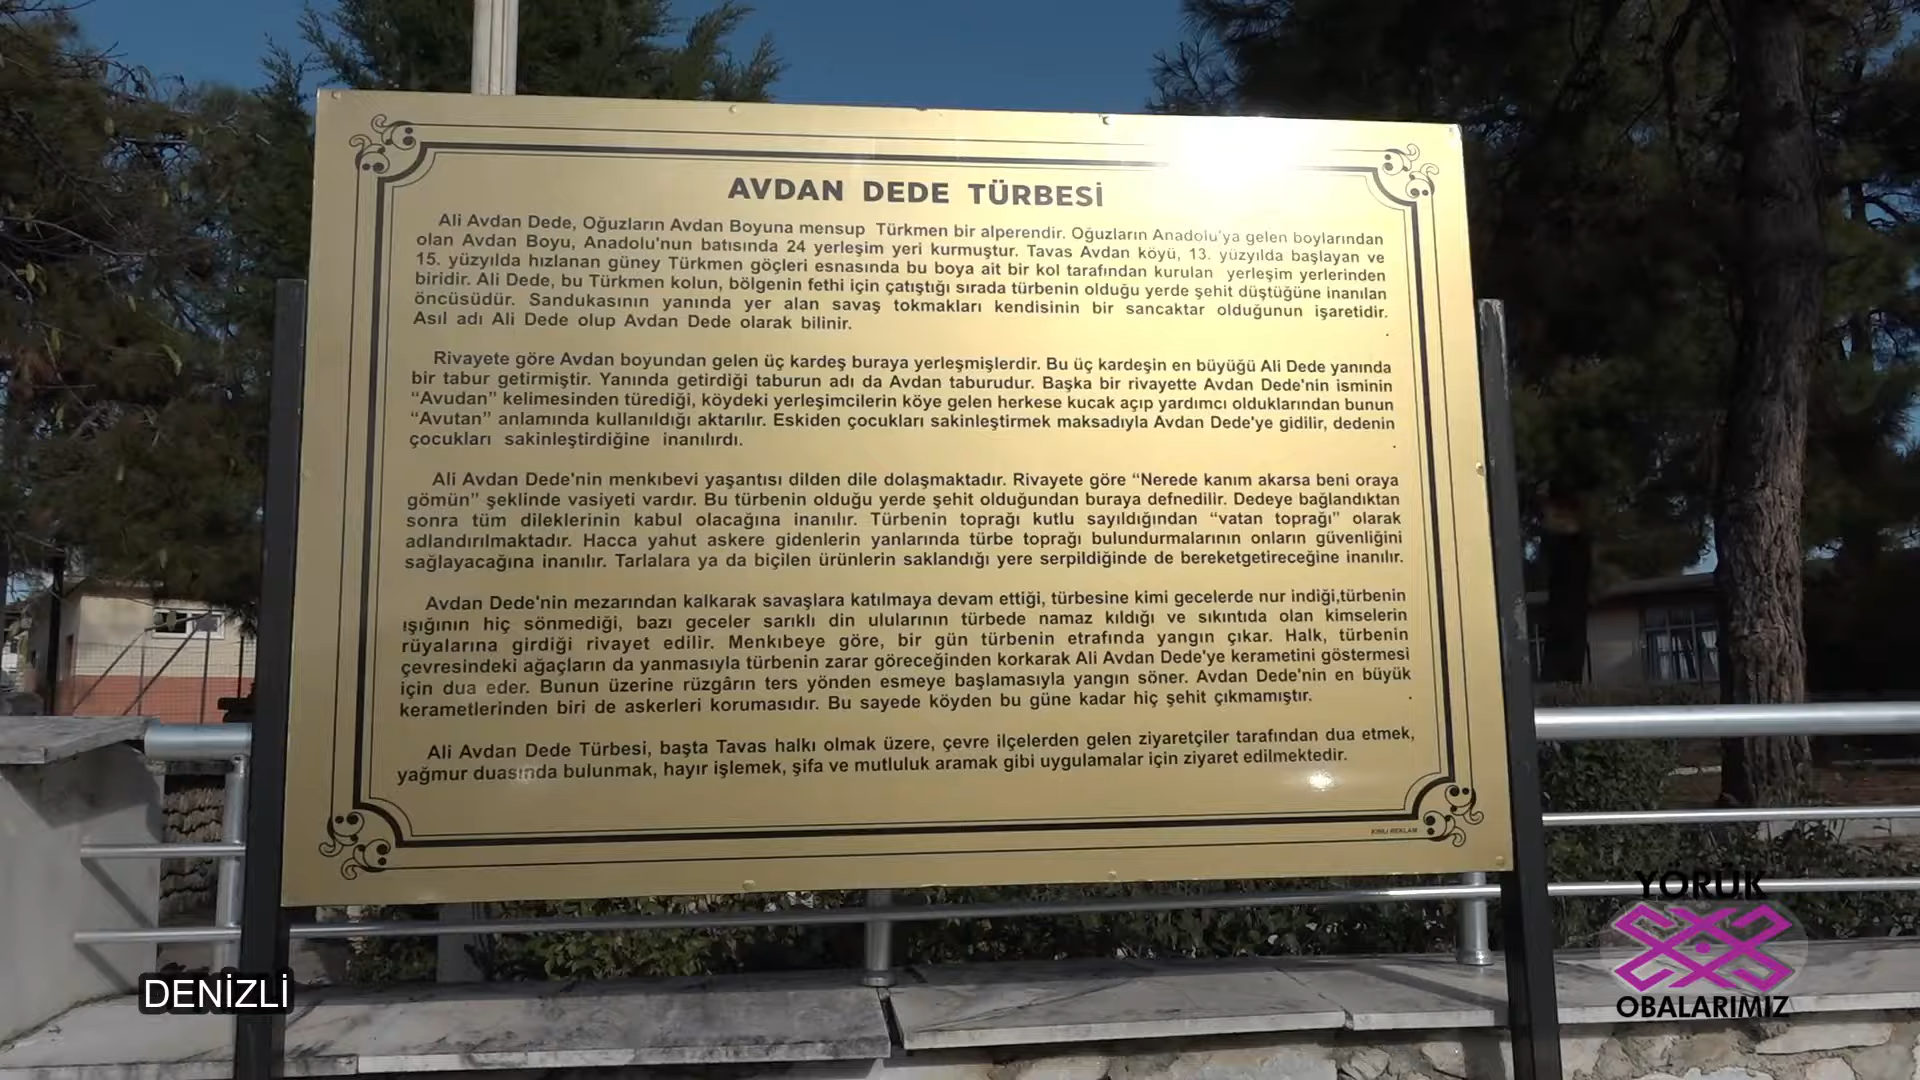 AVDAN DEDE TÜRBESİ
Ali Avdan Dede, Oğuzların Avdan Boyuna mensup Türkmen bir alperendir. Oğuzların Anadolu'ya gelen boylarından
olan Avdan Boyu, Anadolu'nun batısında 24 yerleşim yeri kurmuştur. Tavas Avdan köyü, 13. yüzyılda başlayan ve
15. yüzyılda hızlanan güney Türkmen göçleri esnasında bu boya ait bir kol tarafından kurulan yerleşim yerlerinden
biridir. Ali Dede, bu Türkmen kolun, bölgenin fethi için çatıştığı sırada türbenin olduğu yerde şehit düştüğüne inanılan
öncüsüdür. Sandukasının yanında yer alan savaş tokmakları kendisinin bir sancaktar olduğunun işaretidir.
Asıl adı Ali Dede olup Avdan Dede olarak bilinir.
Rivayete göre Avdan boyundan gelen üç kardeş buraya yerleşmişlerdir. Bu üç kardeşin en büyüğü Ali Dede yanında
bir tabur getirmiştir. Yanında getirdiği taburun adı da Avdan taburudur. Başka bir rivayette Avdan Dede'nin isminin
“Avudan” kelimesinden türediği, köydeki yerleşimcilerin köye gelen herkese kucak açıp yardımcı olduklarından bunun
“Avutan” anlamında kullanıldığı aktarılır. Eskiden çocukları sakinleştirmek maksadıyla Avdan Dede'ye gidilir, dedenin
çocukları sakinleştirdiğine inanılırdı.
Ali Avdan Dede'nin menkıbevi yaşantısı dilden dile dolaşmaktadır. Rivayete göre “Nerede kanım akarsa beni oraya
gömün” şeklinde vasiyeti vardır. Bu türbenin olduğu yerde şehit olduğundan buraya defnedilir. Dedeye bağlandıktan
sonra tüm dileklerinin kabul olacağına inanılır. Türbenin toprağı kutlu sayıldığından “vatan toprağı” olarak
adlandırılmaktadır. Hacca yahut askere gidenlerin yanlarında türbe toprağı bulundurmalarının onların güvenliğini
sağlayacağına inanılır. Tarlalara ya da biçilen ürünlerin saklandığı yere serpildiğinde de bereketgetireceğine inanılır.
Avdan Dede'nin mezarından kalkarak savaşlara katılmaya devam ettiği, türbesine kimi gecelerde nur indiği,türbenin
ışığının hiç sönmediği, bazı geceler sarıklı din ulularının türbede namaz kıldığı ve sıkıntıda olan kimselerin
rüyalarına girdiği rivayet edilir. Menkıbeye göre, bir gün türbenin etrafında yangın çıkar. Halk, türbenin
çevresindeki ağaçların da yanmasıyla türbenin zarar göreceğinden korkarak Ali Avdan Dede'ye kerametini göstermesi
için dua eder. Bunun üzerine rüzgârın ters yönden esmeye başlamasıyla yangın söner. Avdan Dede'nin en büyük
kerametlerinden biri de askerleri korumasıdır. Bu sayede köyden bu güne kadar hiç şehit çıkmamıştır.
Ali Avdan Dede Türbesi, başta Tavas halkı olmak üzere, çevre ilçelerden gelen ziyaretçiler tarafından dua etmek,
yağmur duasında bulunmak, hayır işlemek, şifa ve mutluluk aramak gibi uygulamalar için ziyaret edilmektedir.
YÖRÜK
OBALARIMIZ
DENİZLİ